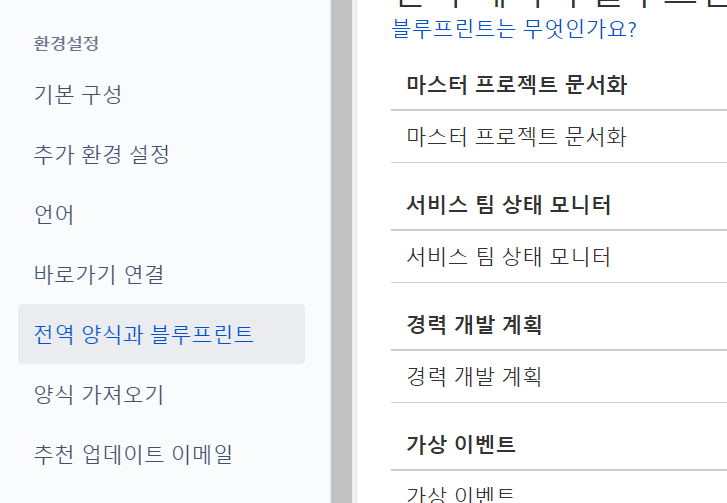 환경설정
기본 구성
추가 환경 설정
언어
바로가기 연결
전역 양식과 블루프린트
양식 가져오기
추천 업데이트 이메일
블루프린트는 무엇인가요?
마스터 프로젝트 문서화
마스터 프로젝트 문서화
서비스 팀 상태 모니터
서비스 팀 상태 모니터
경력 개발 계획
경력 개발 계획
가상 이벤트
가상 이벤트